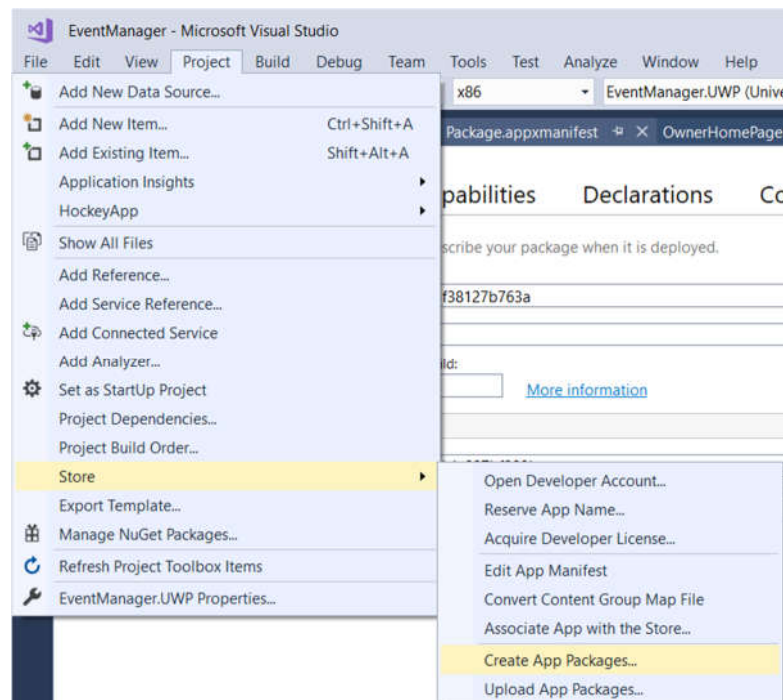 EventManager - Microsoft Visual Studio
File Edit View Project Build Debug Team Tools Test Analyze Window Help
Add New Data Source...
x86 EventManager.UWP (Unive
Add New Item... Ctrl+Shift+A
Package.appxmanifest OwnerHomePage
Add Existing Item... Shift+Alt+A
Application Insights
pabilities Declarations Co
HockeyApp
Show All Files
scribe your package when it is deployed.
Add Reference...
f38127b763a
Add Service Reference...
Add Connected Service
Add Analyzer...
ild:
Set as StartUp Project
More information
Project Dependencies...
Project Build Order...
Store
Export Template...
Manage NuGet Packages...
Refresh Project Toolbox Items
EventManager.UWP Properties...
Open Developer Account...
Reserve App Name...
Acquire Developer License...
Edit App Manifest
Convert Content Group Map File
Associate App with the Store...
Create App Packages...
Upload App Packages...